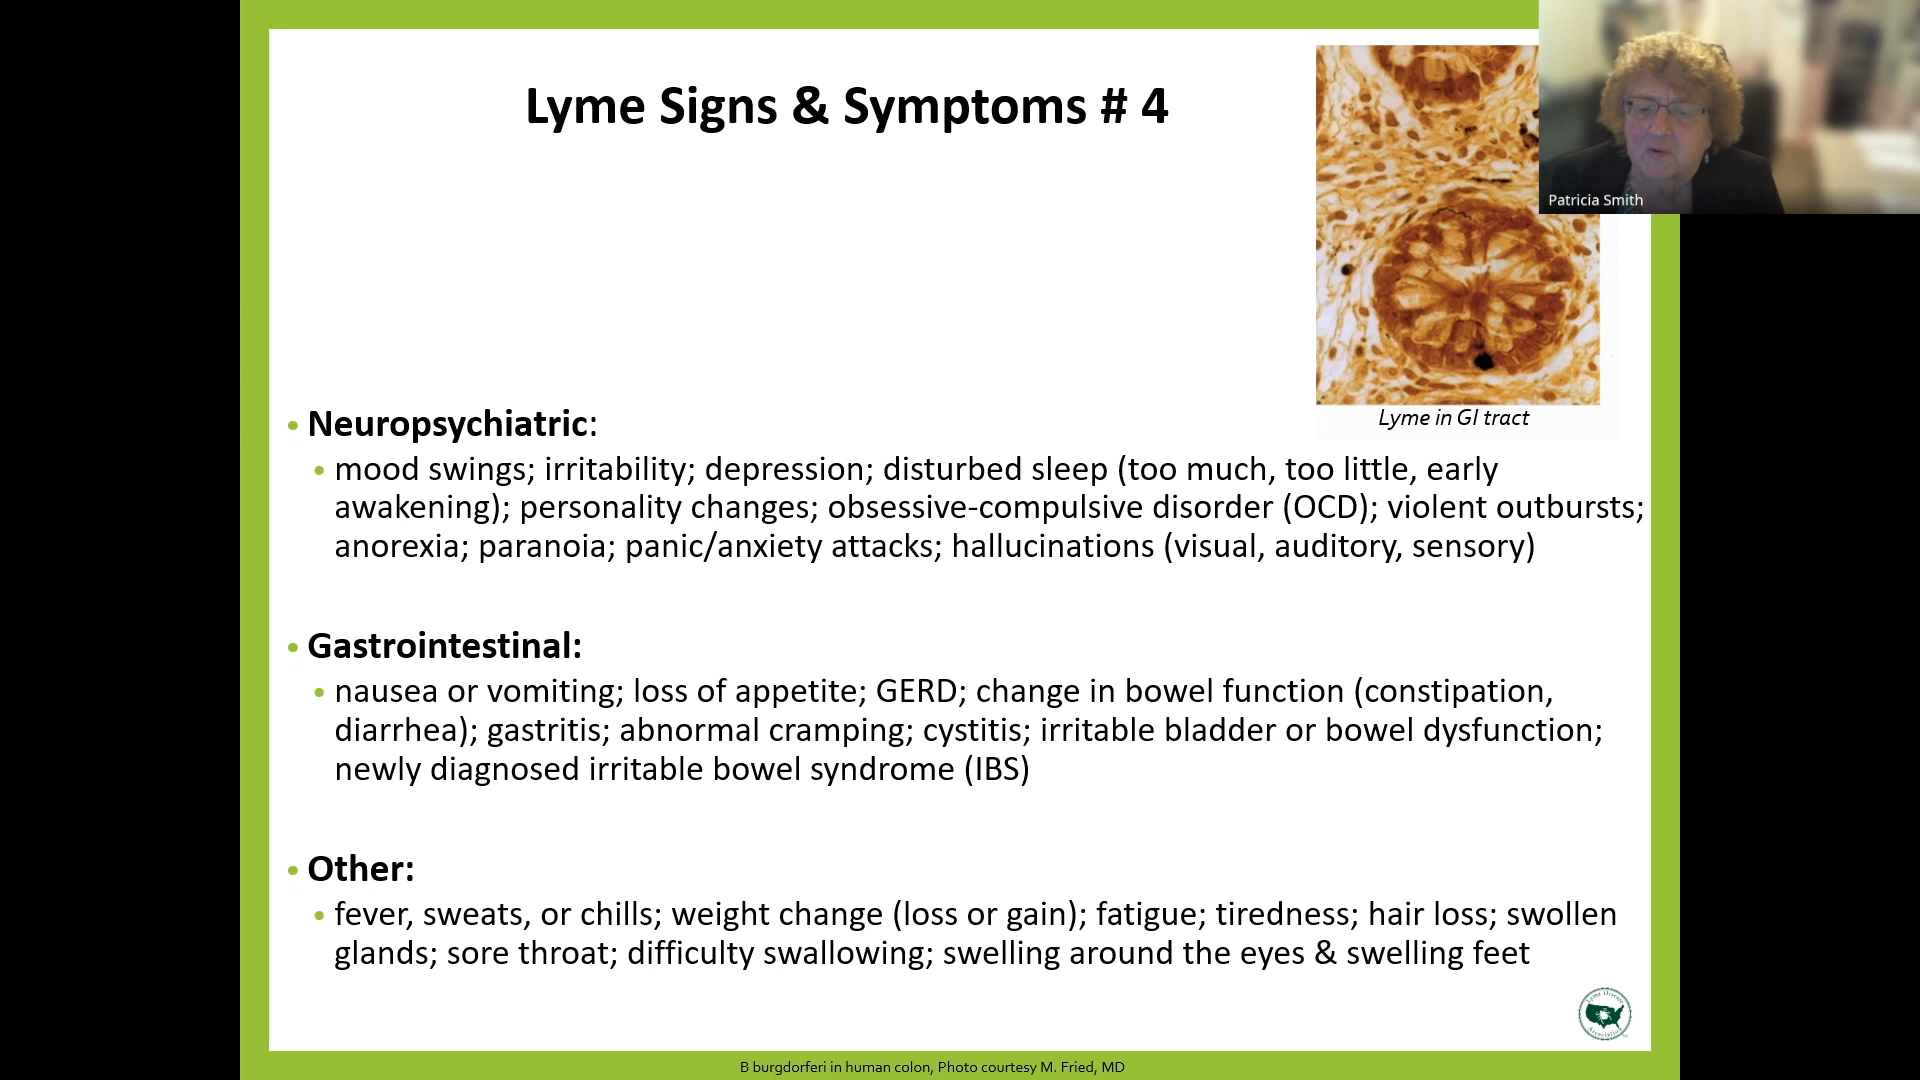 Lyme Signs & Symptoms # 4
Patricia Smith
Lyme in GI tract
• Neuropsychiatric:
• mood swings; irritability; depression; disturbed sleep (too much, too little, early
awakening); personality changes; obsessive-compulsive disorder (OCD); violent outbursts;
anorexia; paranoia; panic/anxiety attacks; hallucinations (visual, auditory, sensory)
• Gastrointestinal:
• nausea or vomiting; loss of appetite; GERD; change in bowel function (constipation,
diarrhea); gastritis; abnormal cramping; cystitis; irritable bladder or bowel dysfunction;
newly diagnosed irritable bowel syndrome (IBS)
• Other:
• fever, sweats, or chills; weight change (loss or gain); fatigue; tiredness; hair loss; swollen
glands; sore throat; difficulty swallowing; swelling around the eyes & swelling feet
Lyme Disease
Association
B burgdorferi in human colon, Photo courtesy M. Fried, MD